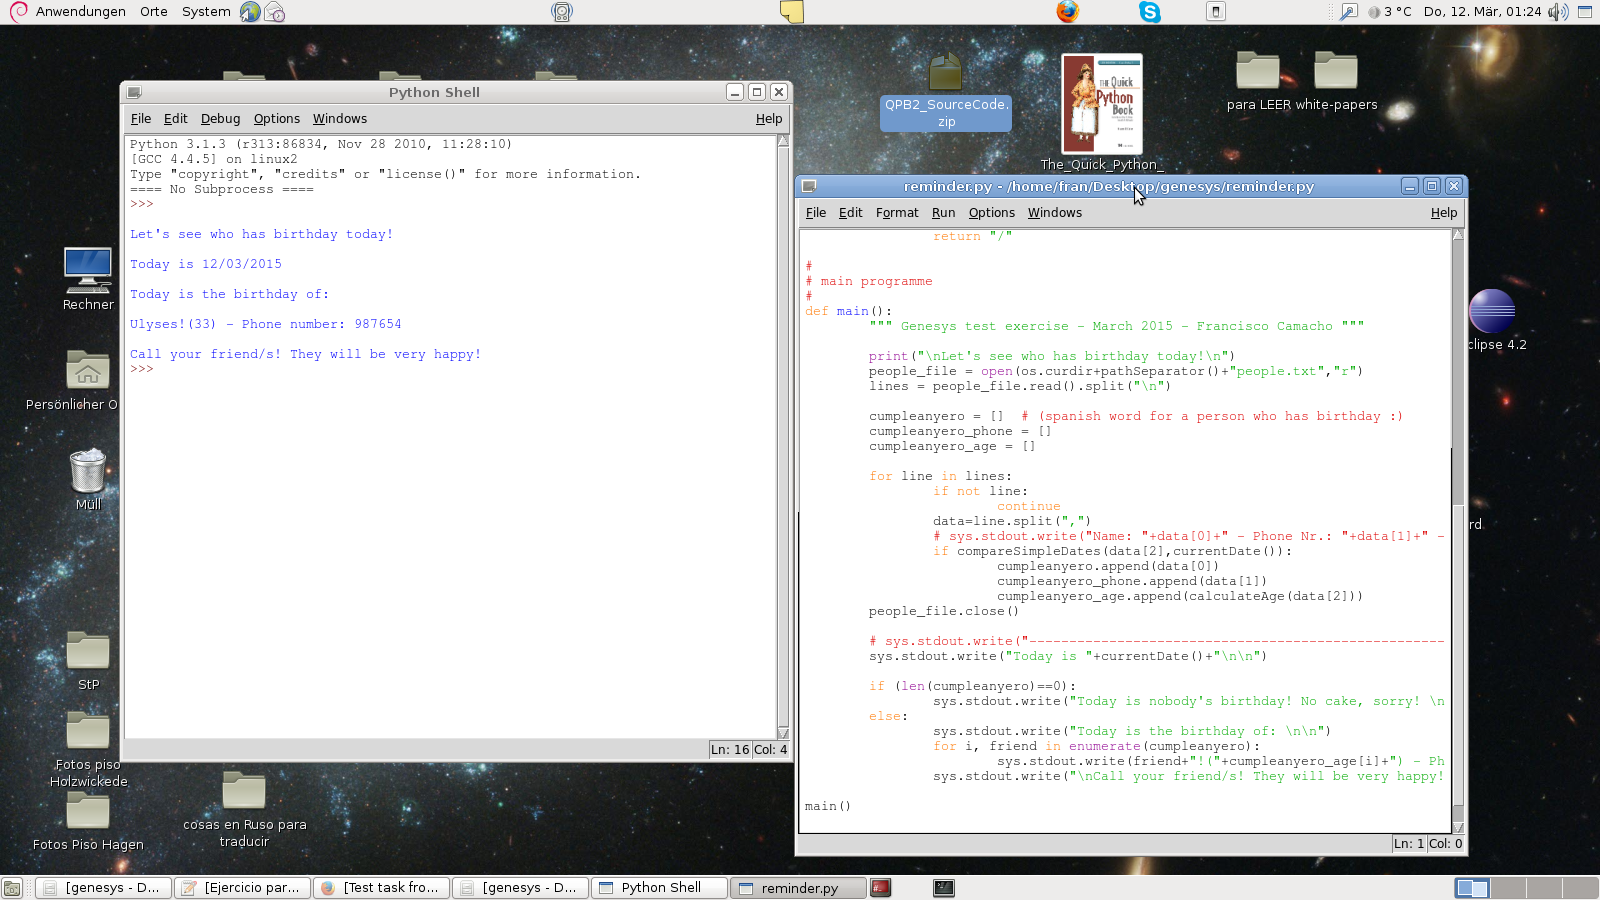 Anwendungen Orte System
3 °C Do, 12. Mär, 01:24
QPB2_SourceCode.
zip
THE Quick
Python
Book
The_Quick_Python_
para LEER white-papers
Rechner
Persönlicher O
Müll
StP
Fotos piso
Holzwickede
Fotos Piso Hagen
cosas en Ruso para
traducir
clipse 4.2
rd
Python Shell
File Edit Debug Options Windows Help
Python 3.1.3 (r313:86834, Nov 28 2010, 11:28:10)
[GCC 4.4.5] on linux2
Type "copyright", "credits" or "license()" for more information.
==== No Subprocess ====
>>>
Let's see who has birthday today!
Today is 12/03/2015
Today is the birthday of:
Ulyses!(33) - Phone number: 987654
Call your friend/s! They will be very happy!
>>>
Ln: 16 Col: 4
reminder.py - /home/fran/Desktop/genesys/reminder.py
File Edit Format Run Options Windows Help
return "/"
#
# main programme
#
def main():
""" Genesys test exercise - March 2015 - Francisco Camacho """
print("\nLet's see who has birthday today!\n")
people_file = open(os.curdir+pathSeparator()+"people.txt","r")
lines = people_file.read().split("\n")
cumpleanyero = [] # (spanish word for a person who has birthday :)
cumpleanyero_phone = []
cumpleanyero_age = []
for line in lines:
if not line:
continue
data=line.split(",")
# sys.stdout.write("Name: "+data[0]+" - Phone Nr.: "+data[1]+" -
if compareSimpleDates(data[2],currentDate()):
cumpleanyero.append(data[0])
cumpleanyero_phone.append(data[1])
cumpleanyero_age.append(calculateAge(data[2]))
people_file.close()
# sys.stdout.write("----------------------------------------------------
sys.stdout.write("Today is "+currentDate()+"\n\n")
if (len(cumpleanyero)==0):
sys.stdout.write("Today is nobody's birthday! No cake, sorry! \n
else:
sys.stdout.write("Today is the birthday of: \n\n")
for i, friend in enumerate(cumpleanyero):
sys.stdout.write(friend+"!("+cumpleanyero_age[i]+") - Ph
sys.stdout.write("\nCall your friend/s! They will be very happy!
main()
Ln: 1 Col: 0
[genesys - D... [Ejercicio par... [Test task fro... [genesys - D... Python Shell reminder.py